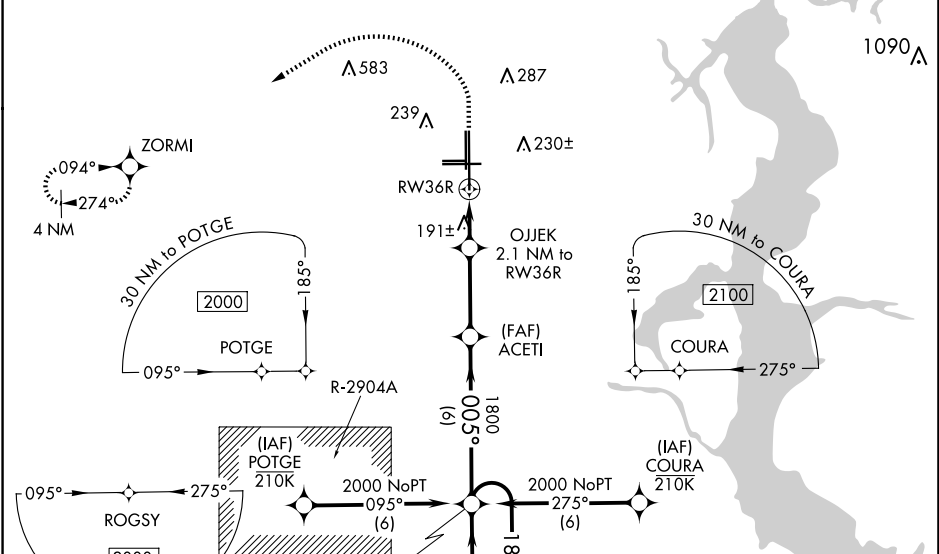 1090
583
287
239
230±
ZORMI
094°
274°
4 NM
RW36R
191±
OJJEK
2.1 NM to
RW36R
30 NM to POTGE
185°
2000
POTGE
095°
30 NM to COURA
185°
2100
COURA
275°
(FAF)
ACETI
R-2904A
1800
005°
(6)
(IAF)
POTGE
210K
2000 NoPT
095°
(6)
2000 NoPT
275°
(6)
(IAF)
COURA
210K
095°
275°
ROGSY
18